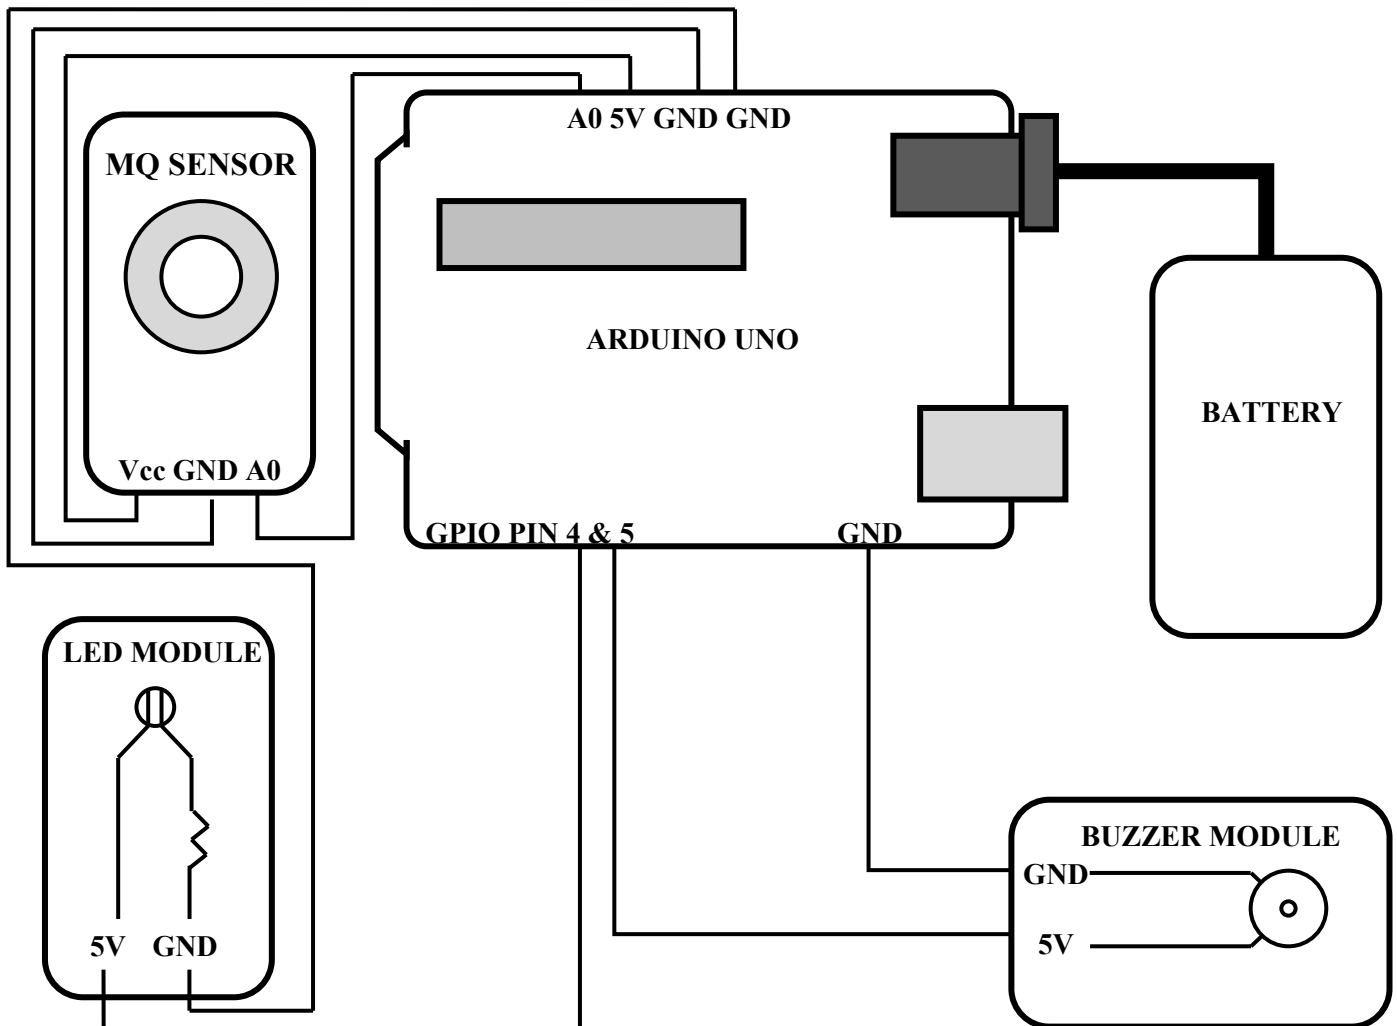 A0 5V GND GND
MQ SENSOR
ARDUINO UNO
BATTERY
Vcc GND A0
GPIO PIN 4 & 5
GND
LED MODULE
5V GND
BUZZER MODULE
GND
5V